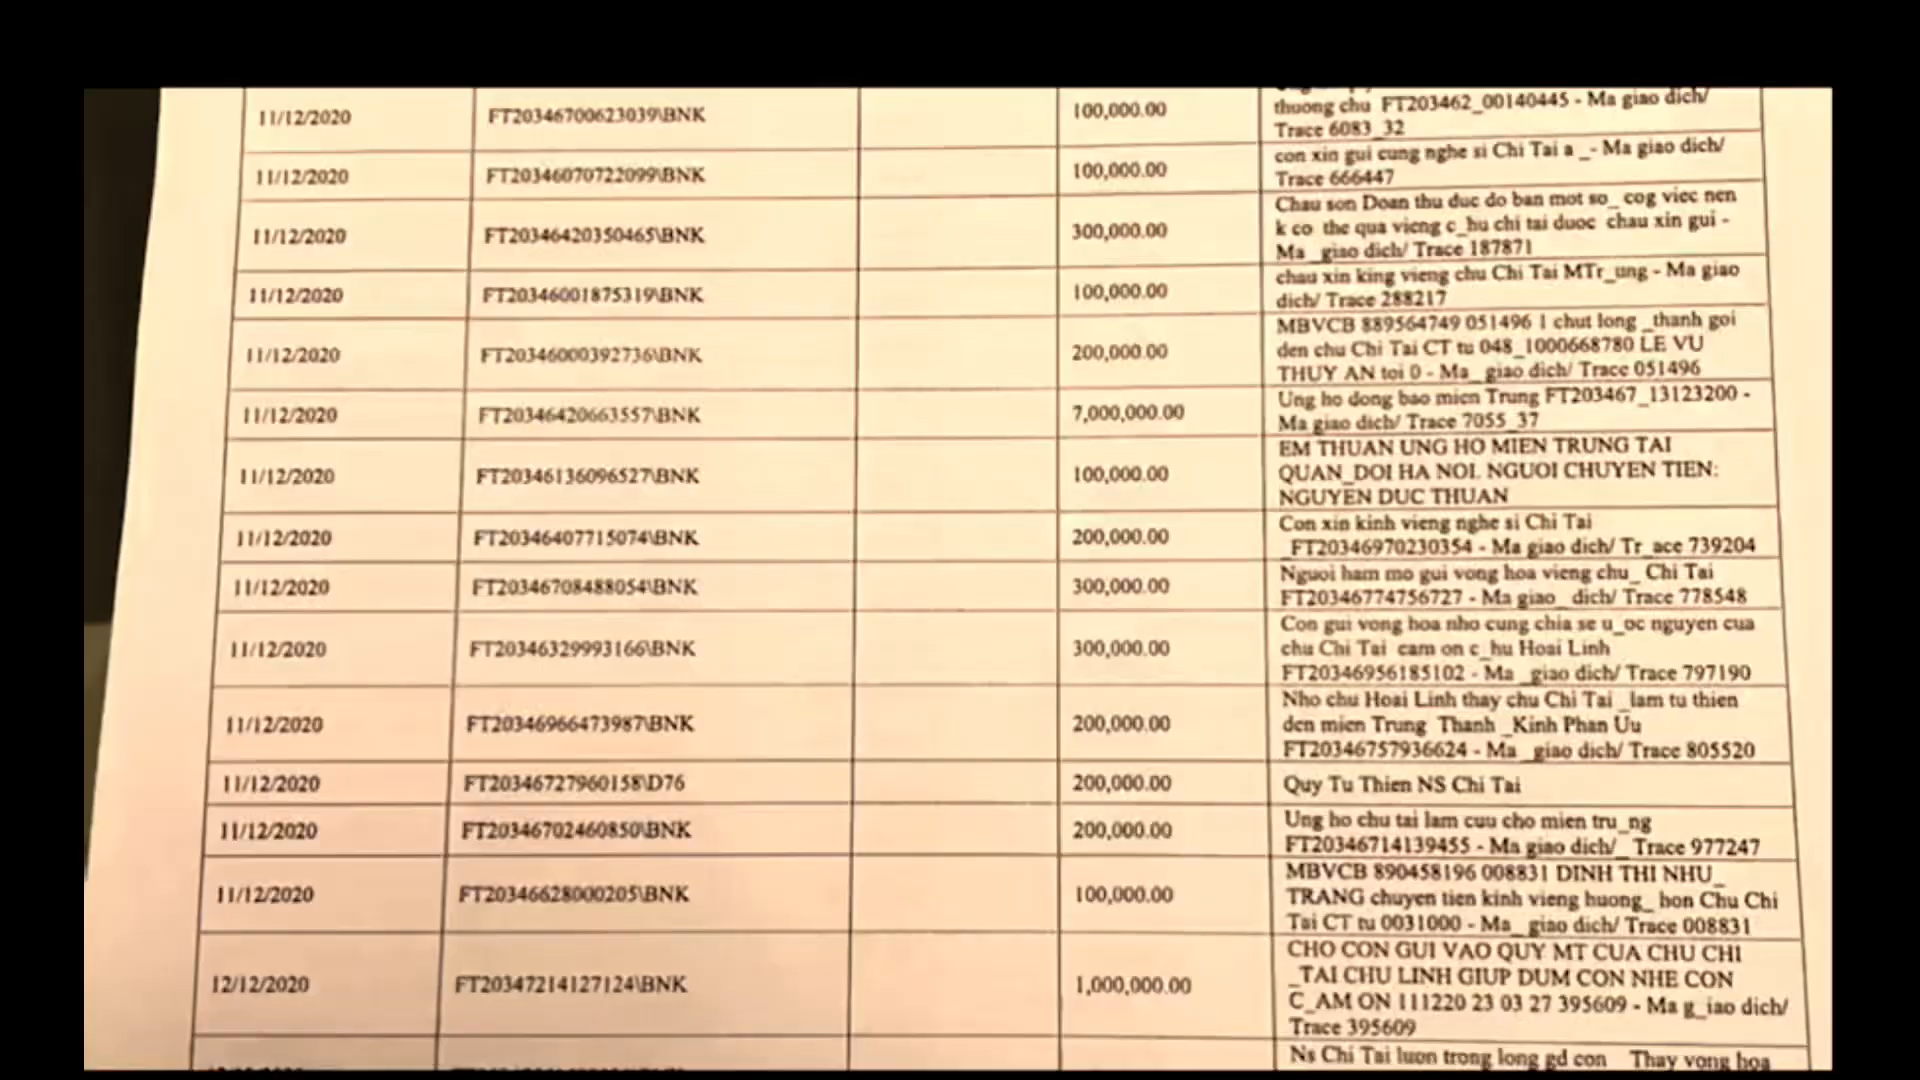 11/12/2020 FT20346700623039\BNK 100,000.00
thuong chu FT203462_00140445 - Ma giao dich/
Trace 6083_32
11/12/2020 FT20346070722099\BNK 100,000.00
con xin gui cung nghe si Chi Tai a _- Ma giao dich/
Trace 666447
11/12/2020 FT20346420350465\BNK 300,000.00
Chau son Doan thu duc do ban mot so_ cog viec nen
k co the qua vieng c_hu chi tai duoc chau xin gui -
Ma _giao dich/ Trace 187871
11/12/2020 FT20346001875319\BNK 100,000.00
chau xin king vieng chu Chi Tai MTr_ung - Ma giao
dich/ Trace 288217
11/12/2020 FT20346000392736\BNK 200,000.00
MBVCB 889564749 051496 1 chut long _thanh goi
den chu Chi Tai CT tu 048_1000668780 LE VU
THUY AN toi 0 - Ma_ giao dich/ Trace 051496
11/12/2020 FT20346420663557\BNK 7,000,000.00
Ung ho dong bao mien Trung FT203467_13123200 -
Ma giao dich/ Trace 7055_37
11/12/2020 FT20346136096527\BNK 100,000.00
EM THUAN UNG HO MIEN TRUNG TAI
QUAN_DOI HA NOI. NGUOI CHUYEN TIEN:
NGUYEN DUC THUAN
11/12/2020 FT20346407715074\BNK 200,000.00
Con xin kinh vieng nghe si Chi Tai
_FT20346970230354 - Ma giao dich/ Tr_ace 739204
11/12/2020 FT20346708488054\BNK 300,000.00
Nguoi ham mo gui vong hoa vieng chu_ Chi Tai
FT20346774756727 - Ma giao_ dich/ Trace 778548
11/12/2020 FT20346329993166\BNK 300,000.00
Con gui vong hoa nho cung chia se u_oc nguyen cua
chu Chi Tai cam on c_hu Hoai Linh
FT20346956185102 - Ma _giao dich/ Trace 797190
11/12/2020 FT20346966473987\BNK 200,000.00
Nho chu Hoai Linh thay chu Chi Tai _lam tu thien
den mien Trung Thanh _Kinh Phan Uu
FT20346757936624 - Ma _giao dich/ Trace 805520
11/12/2020 FT20346727960158\D76 200,000.00
Quy Tu Thien NS Chi Tai
11/12/2020 FT20346702460850\BNK 200,000.00
Ung ho chu tai lam cuu cho mien tru_ng
FT20346714139455 - Ma giao dich/_ Trace 977247
11/12/2020 FT20346628000205\BNK 100,000.00
MBVCB 890458196 008831 DINH THI NHU_
TRANG chuyen tien kinh vieng huong_ hon Chu Chi
Tai CT tu 0031000 - Ma_ giao dich/ Trace 008831
12/12/2020 FT20347214127124\BNK 1,000,000.00
CHO CON GUI VAO QUY MT CUA CHU CHI
_TAI CHU LINH GIUP DUM CON NHE CON
C_AM ON 111220 23 03 27 395609 - Ma g_iao dich/
Trace 395609
Ns Chi Tai luon trong long gd con_ Thay vong hoa